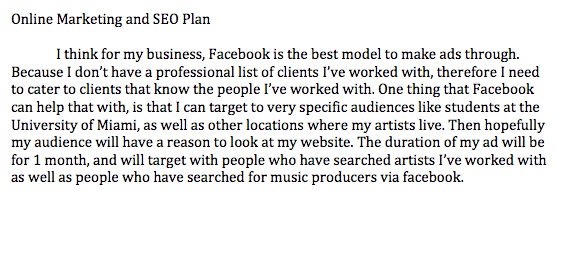 Online Marketing and SEO Plan
I think for my business, Facebook is the best model to make ads through.
Because I don't have a professional list of clients I've worked with, therefore I need
to cater to clients that know the people I've worked with. One thing that Facebook
can help that with, is that I can target to very specific audiences like students at the
University of Miami, as well as other locations where my artists live. Then hopefully
my audience will have a reason to look at my website. The duration of my ad will be
for 1 month, and will target with people who have searched artists I've worked with
as well as people who have searched for music producers via facebook.